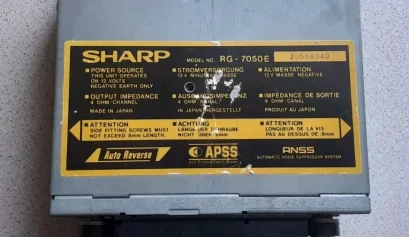 SHARP MODEL NO. RG-7050E 20668340
■ POWER SOURCE ■ STROMVERSORGUNG ■ ALIMENTATION
THIS UNIT OPERATES 12V MINUS MASSE 12V MASSE NEGATIVE
ON 12 VOLTS
NEGATIVE EARTH ONLY
■ OUTPUT IMPEDANCE ■ AUSGANGSIMPEDANZ ■ IMPÉDANCE DE SORTIE
4 OHM/CHANNEL 4 OHM/KANAL 4 OHM/CANAL
MADE IN JAPAN IN JAPAN HERGESTELLT PRODUIT AU JAPON
■ ATTENTION ■ ACHTUNG ■ ATTENTION
SIDE FITTING SCREWS MUST LÄNGE DER SCHRAUBE LONGUEUR DE LA VIS
NOT EXCEED 8mm LENGTH. NICHT ÜBER 8mm PAS AU DESSUS DE 8mm
Auto Reverse APSS ANSS
AUTOMATIC NOISE SUPPRESSION SYSTEM